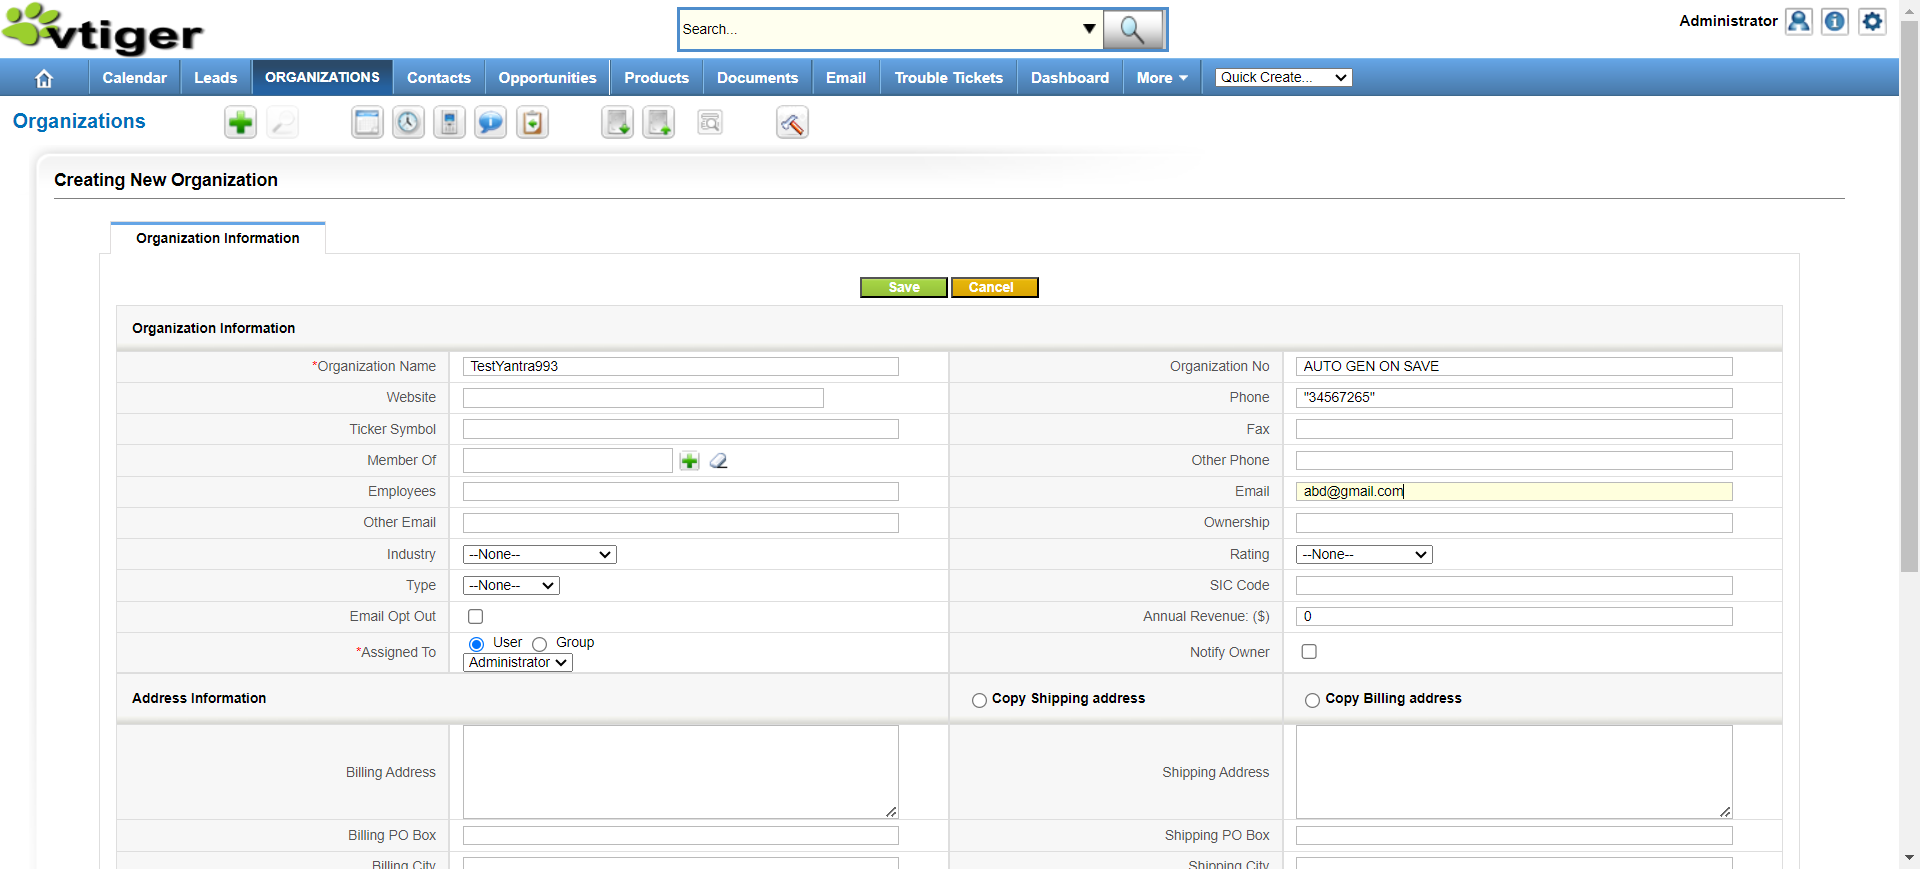 vtiger
Search...
Administrator
Calendar
Leads
ORGANIZATIONS
Contacts
Opportunities
Products
Documents
Email
Trouble Tickets
Dashboard
More
Quick Create...
Organizations
Creating New Organization
Organization Information
Save
Cancel
Organization Information
*Organization Name
TestYantra993
Organization No
AUTO GEN ON SAVE
Website
Phone
"34567265"
Ticker Symbol
Fax
Member Of
Other Phone
Employees
Email
abd@gmail.com
Other Email
Ownership
Industry
--None--
Rating
--None--
Type
--None--
SIC Code
Email Opt Out
Annual Revenue: ($)
0
*Assigned To
User
Group
Administrator
Notify Owner
Address Information
Copy Shipping address
Copy Billing address
Billing Address
Shipping Address
Billing PO Box
Shipping PO Box
Billing City
Shipping City